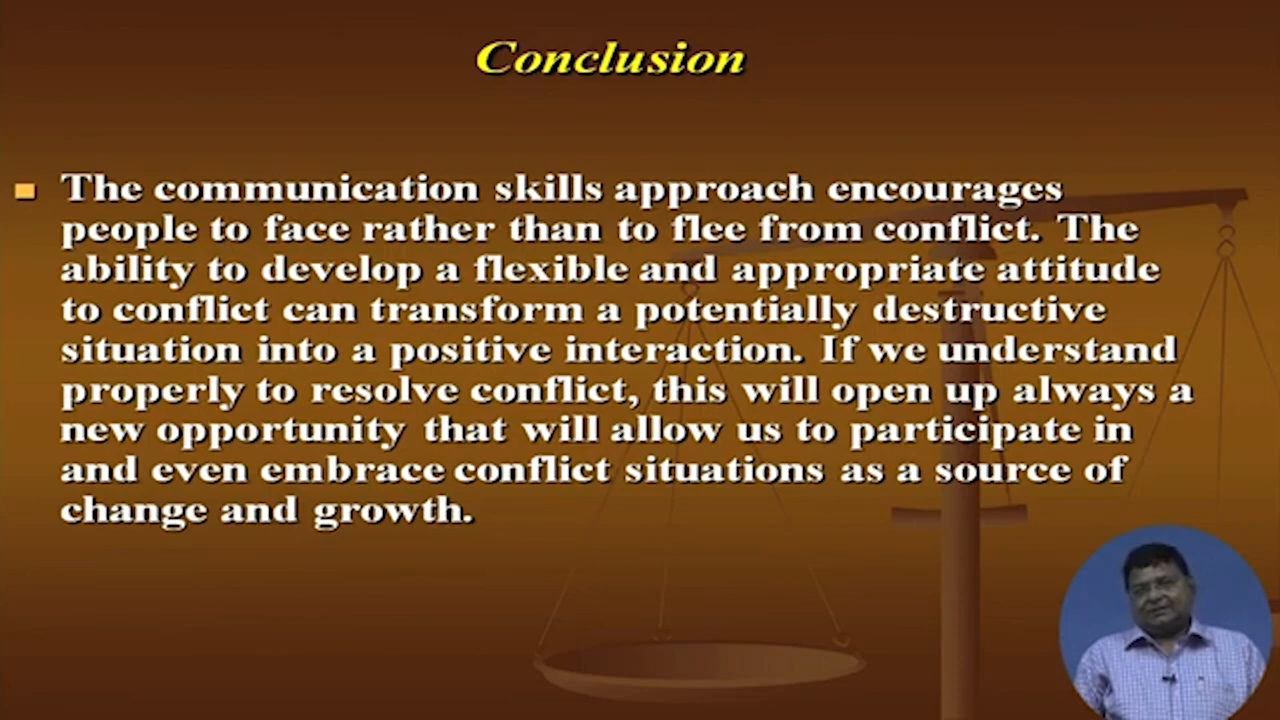 Conclusion
The communication skills approach encourages
people to face rather than to flee from conflict. The
ability to develop a flexible and appropriate attitude
to conflict can transform a potentially destructive
situation into a positive interaction. If we understand
properly to resolve conflict, this will open up always a
new opportunity that will allow us to participate in
and even embrace conflict situations as a source of
change and growth.